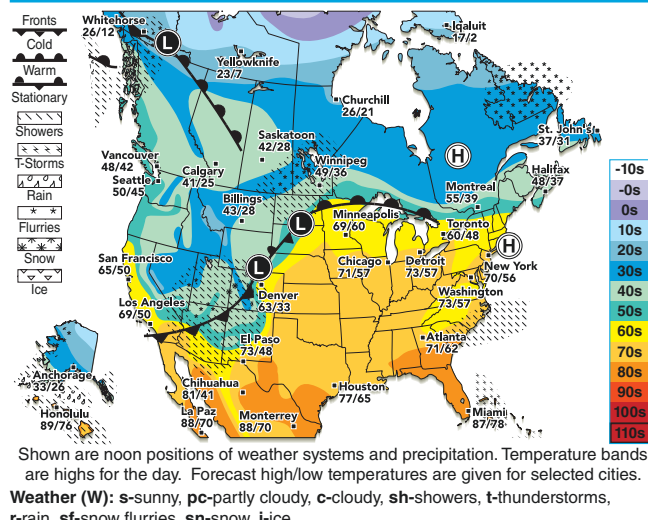 Fronts
Cold
Warm
Stationary
Showers
T-Storms
Rain
Flurries
Snow
Ice
Whitehorse
26/12
L
Yellowknife
23/7
Iqaluit
17/2
Churchill
26/21
Saskatoon
42/28
H
St. John's
37/31
Vancouver
48/42
Calgary
41/25
Winnipeg
49/36
Halifax
48/37
Seattle
50/45
Billings
43/28
Montreal
55/39
L
Minneapolis
69/60
Toronto
60/48
H
San Francisco
65/50
L
Chicago
71/57
Detroit
73/57
New York
70/56
Denver
63/33
Washington
73/57
Los Angeles
69/50
El Paso
73/48
Atlanta
71/62
Anchorage
33/26
Chihuahua
81/41
Houston
77/65
Honolulu
89/76
La Paz
88/70
Monterrey
88/70
Miami
87/78
-10s
-0s
0s
10s
20s
30s
40s
50s
60s
70s
80s
90s
100s
110s
Shown are noon positions of weather systems and precipitation. Temperature bands
are highs for the day. Forecast high/low temperatures are given for selected cities.
Weather (W): s-sunny, pc-partly cloudy, c-cloudy, sh-showers, t-thunderstorms,
r-rain, sf-snow flurries, sn-snow, i-ice